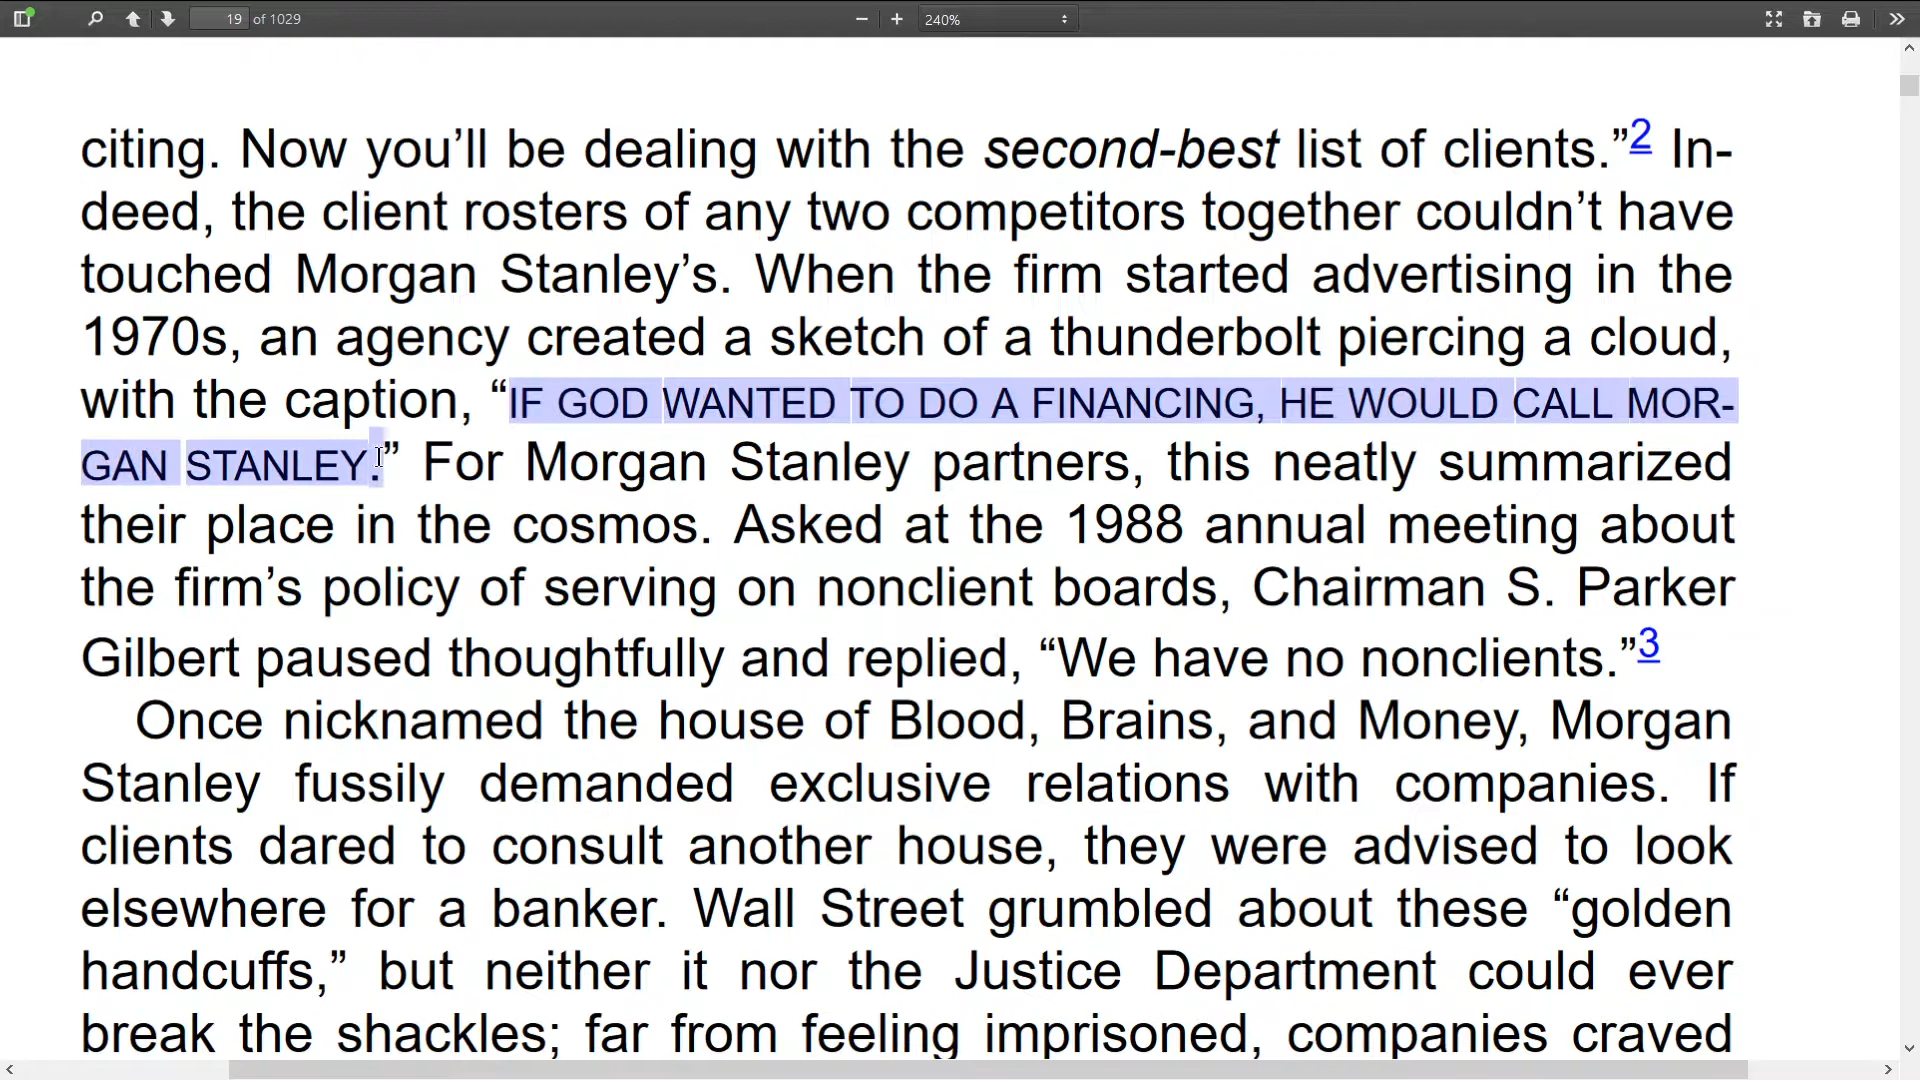 19 of 1029
240%
citing. Now you’ll be dealing with the second-best list of clients.”2 In-
deed, the client rosters of any two competitors together couldn’t have
touched Morgan Stanley’s. When the firm started advertising in the
1970s, an agency created a sketch of a thunderbolt piercing a cloud,
with the caption, “IF GOD WANTED TO DO A FINANCING, HE WOULD CALL MOR-
GAN STANLEY.” For Morgan Stanley partners, this neatly summarized
their place in the cosmos. Asked at the 1988 annual meeting about
the firm’s policy of serving on nonclient boards, Chairman S. Parker
Gilbert paused thoughtfully and replied, “We have no nonclients.”3
Once nicknamed the house of Blood, Brains, and Money, Morgan
Stanley fussily demanded exclusive relations with companies. If
clients dared to consult another house, they were advised to look
elsewhere for a banker. Wall Street grumbled about these “golden
handcuffs,” but neither it nor the Justice Department could ever
break the shackles; far from feeling imprisoned, companies craved